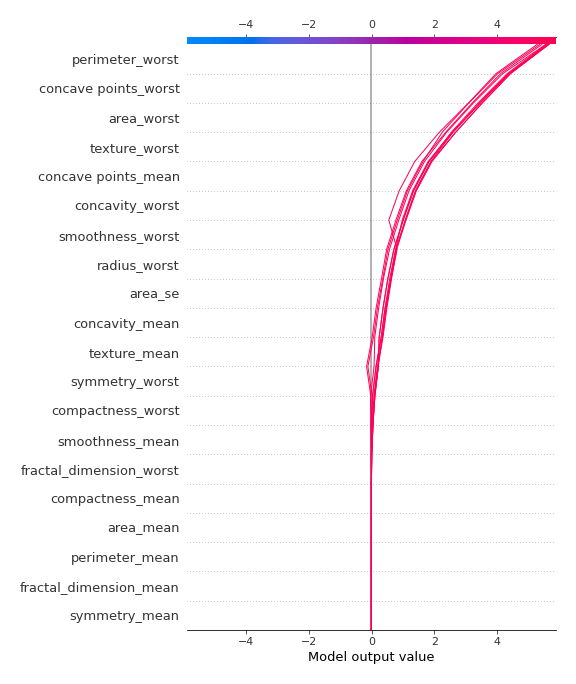 −4 −2 0 2 4
perimeter_worst
concave points_worst
area_worst
texture_worst
concave points_mean
concavity_worst
smoothness_worst
radius_worst
area_se
concavity_mean
texture_mean
symmetry_worst
compactness_worst
smoothness_mean
fractal_dimension_worst
compactness_mean
area_mean
perimeter_mean
fractal_dimension_mean
symmetry_mean
−4 −2 0 2 4
Model output value